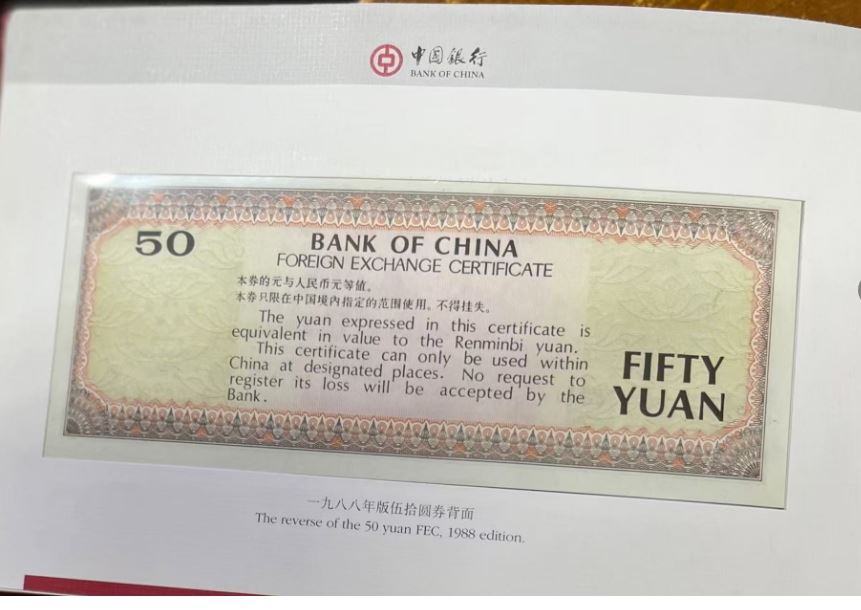 中国銀行
BANK OF CHINA
50
BANK OF CHINA
FOREIGN EXCHANGE CERTIFICATE
本券的元与人民币元等值。
本券只限在中国境内指定的范围使用。不得挂失。
The yuan expressed in this certificate is
equivalent in value to the Renminbi yuan.
This certificate can only be used within
China at designated places. No request to
register its loss will be accepted by the
Bank.
FIFTY
YUAN
一九八八年版伍拾圆券背面
The reverse of the 50 yuan FEC, 1988 edition.